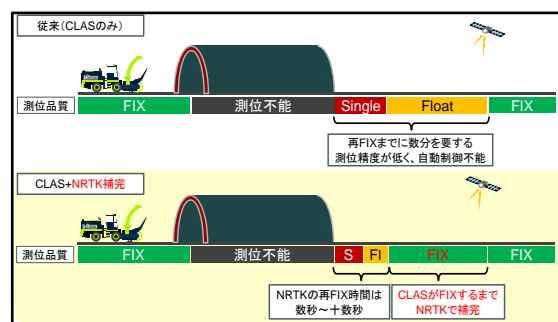 従来(CLASのみ)
測位品質 FIX 測位不能 Single Float FIX
再FIXまでに数分を要する
測位精度が低く、自動制御不能
CLAS+NRTK補完
測位品質 FIX 測位不能 S Fl FIX FIX
NRTKの再FIX時間は
数秒～十数秒
CLASがFIXするまで
NRTKで補完